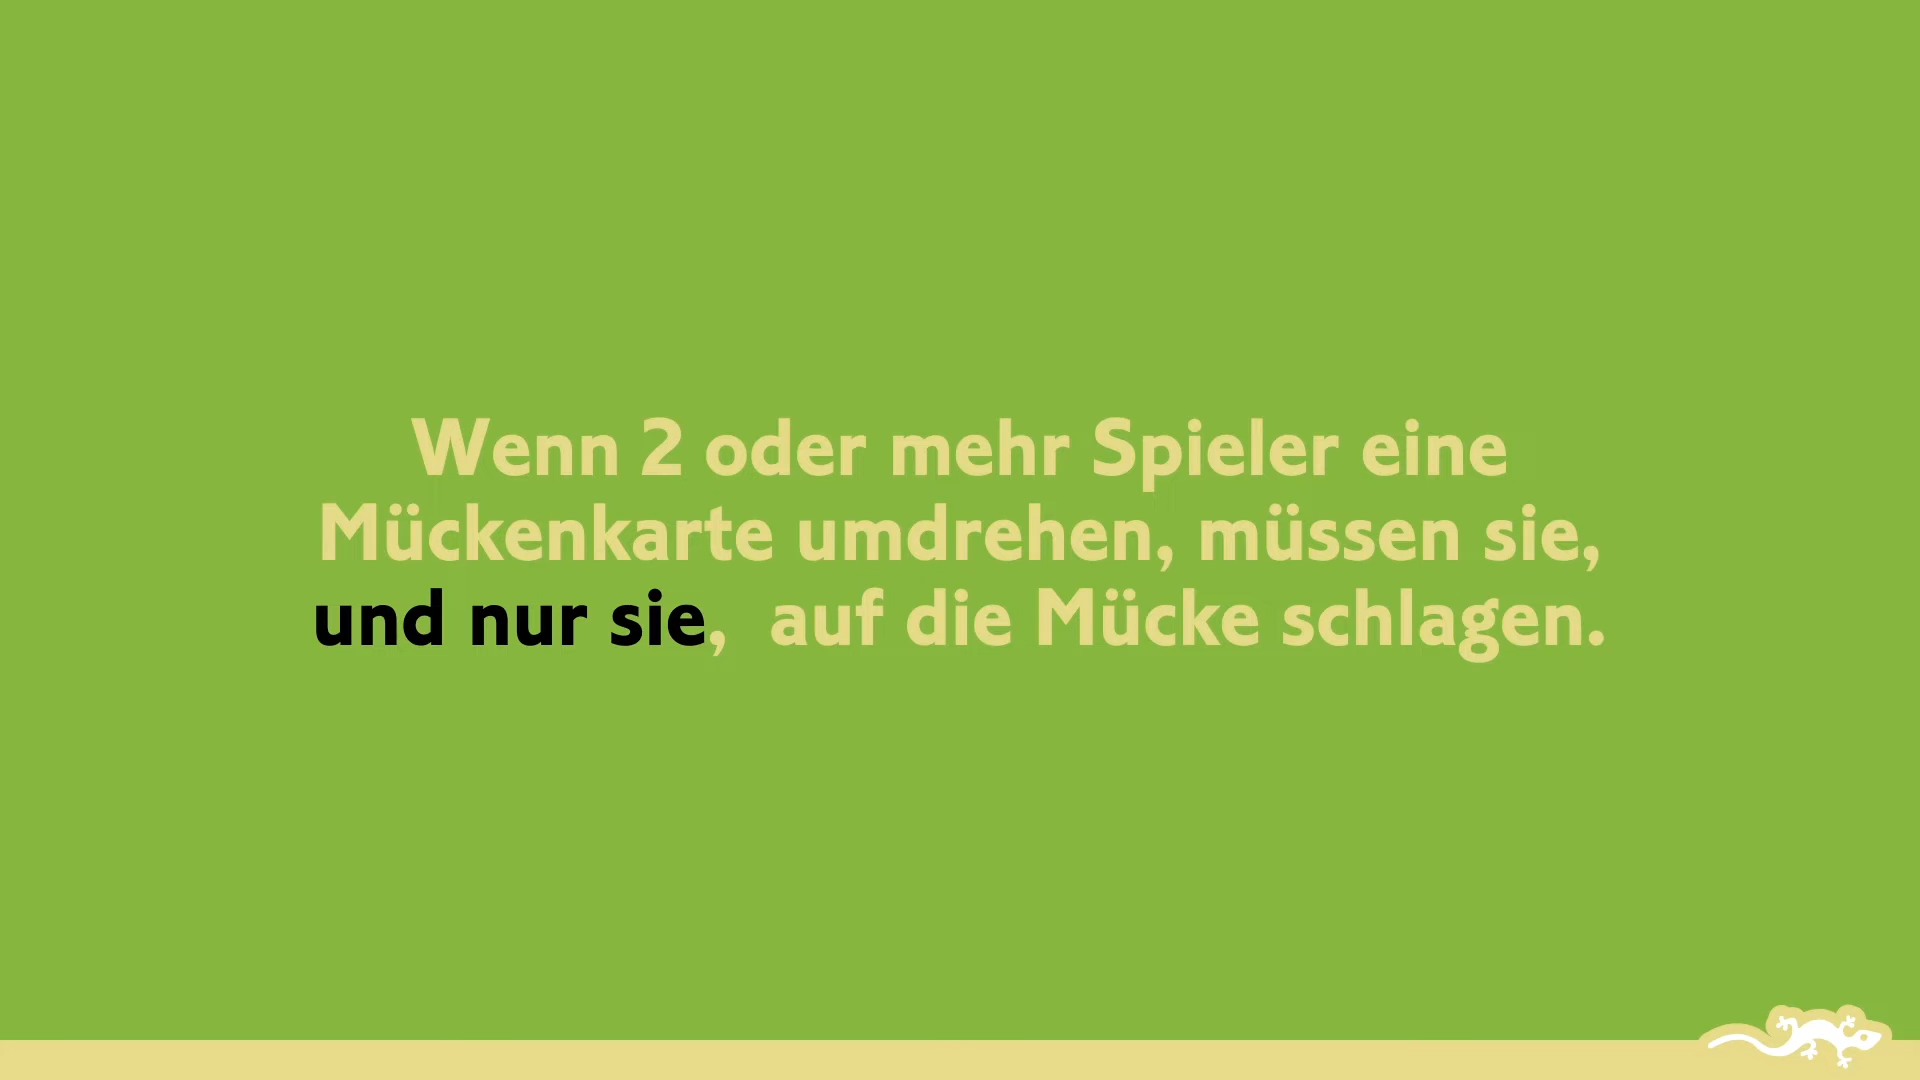 Wenn 2 oder mehr Spieler eine
Mückenkarte umdrehen, müssen sie,
und nur sie,  auf die Mücke schlagen.